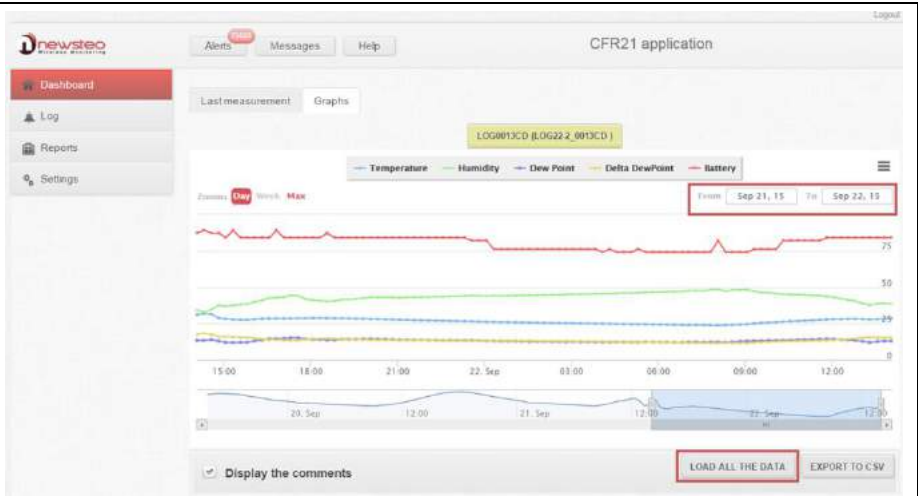 Logout
newsteo
Wireless Monitoring
Alerts Messages Help
CFR21 application
Dashboard
Log
Reports
Settings
Last measurement Graphs
LOG0013CD (LOG22-2_0013CD )
Temperature Humidity Dew Point Delta DewPoint Battery
Zooms Day Week Max
From Sep 21, 15 To Sep 22, 15
75
50
25
0
15:00 18:00 21:00 22. Sep 03:00 06:00 09:00 12:00
20. Sep 12:00 21. Sep 12:00 22. Sep 12:00
Display the comments
LOAD ALL THE DATA EXPORT TO CSV